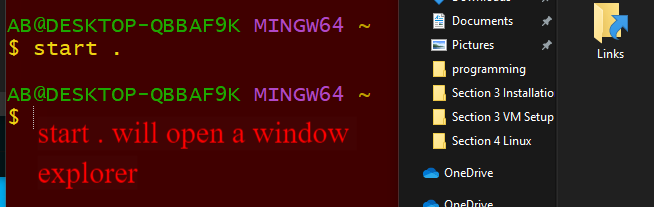 AB@DESKTOP-QBBAF9K MINGW64 ~
$ start .
AB@DESKTOP-QBBAF9K MINGW64 ~
$
start . will open a window
explorer
Documents
Pictures
programming
Section 3 Installatio
Section 3 VM Setup
Section 4 Linux
OneDrive
OneDrive
Links